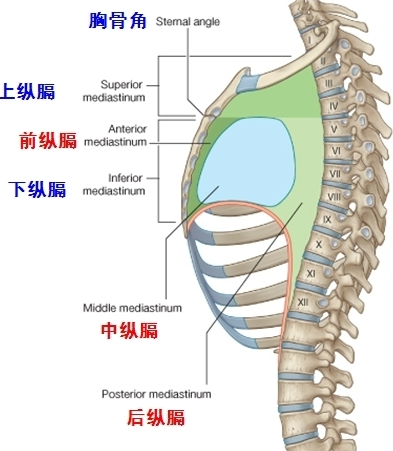 胸骨角 Sternal angle
上纵膈
Superior
mediastinum
前纵膈
Anterior
mediastinum
下纵膈
Inferior
mediastinum
I
II
III
IV
V
VI
VII
VIII
IX
X
XI
XII
Middle mediastinum
中纵膈
Posterior mediastinum
后纵膈